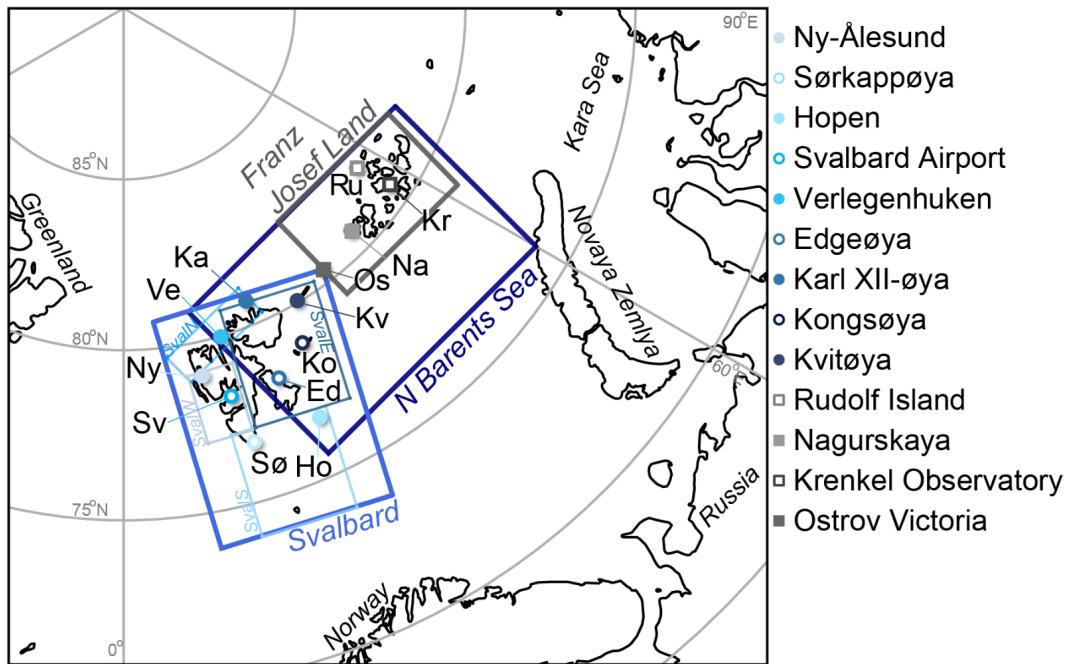 90°E
Ny-Ålesund
Sørkappøya
Hopen
Svalbard Airport
Verlegenhuken
Edgeøya
Karl XII-øya
Kongsøya
Kvitøya
Rudolf Island
Nagurskaya
Krenkel Observatory
Ostrov Victoria
Kara Sea
Franz
Josef Land
85°N
Ru
Kr
Greenland
Novaya Zemlya
Ka
Na
Os
Ve
Kv
SvalN
SvalE
N Barents Sea
80°N
Ko
60°E
Ny
Ed
Sv
SvalW
Sø
Ho
Russia
75°N
SvalS
Svalbard
Norway
0°